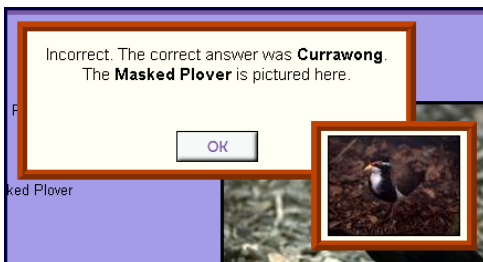 Incorrect. The correct answer was Currawong.
The Masked Plover is pictured here.
OK
ked Plover